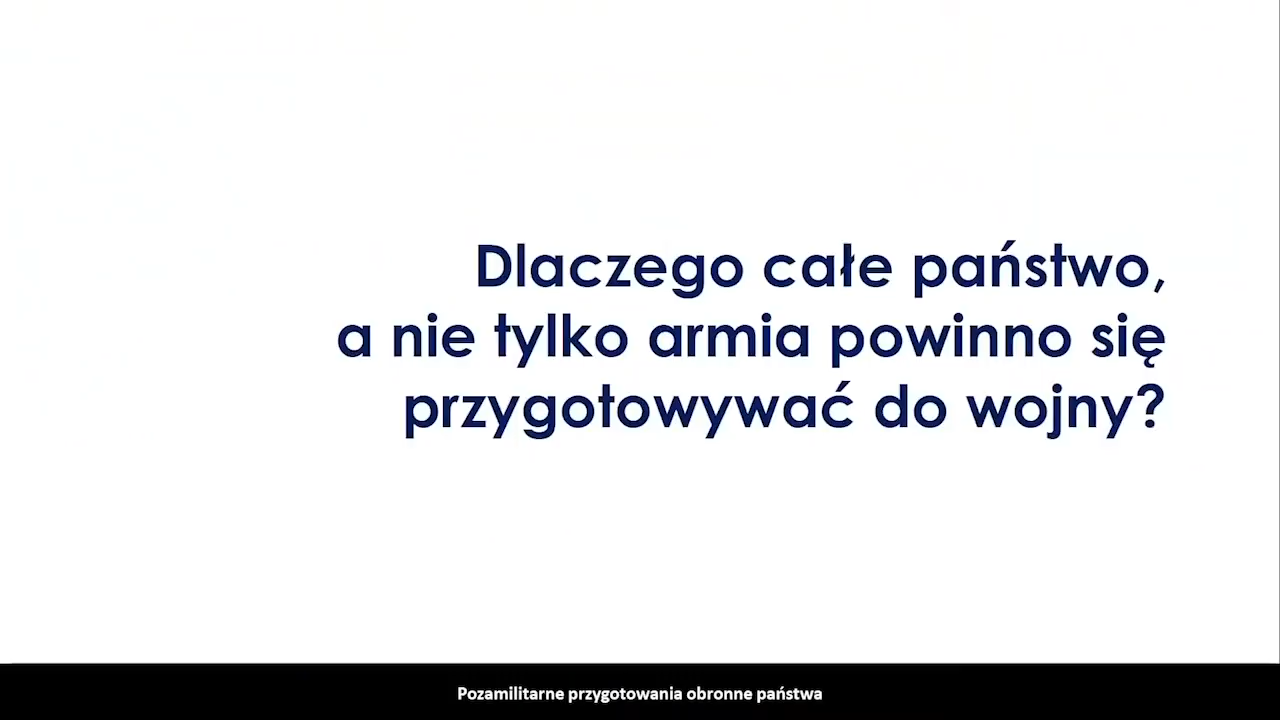 Dlaczego całe państwo,
a nie tylko armia powinno się
przygotowywać do wojny?
Pozamilitarne przygotowania obronne państwa